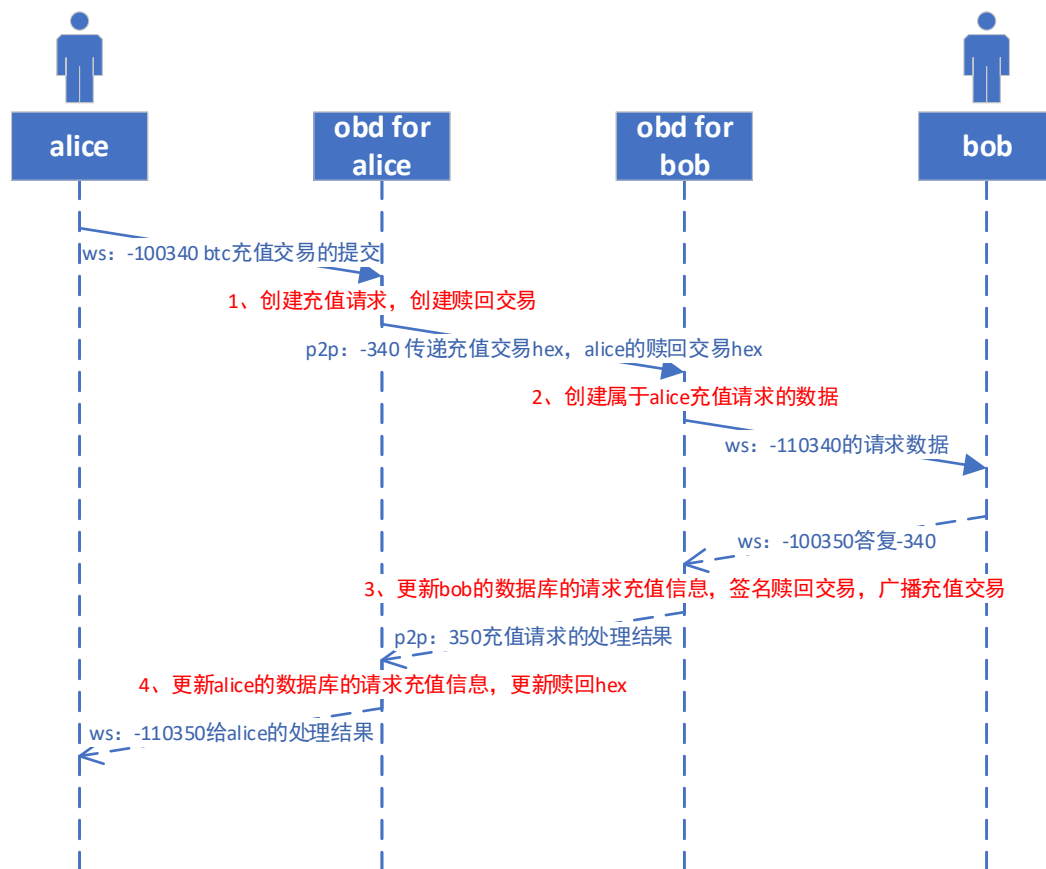 alice
obd for
alice
obd for
bob
bob
ws：-100340 btc充值交易的提交
1、创建充值请求，创建赎回交易
p2p：-340 传递充值交易hex，alice的赎回交易hex
2、创建属于alice充值请求的数据
ws：-110340的请求数据
ws：-100350答复-340
3、更新bob的数据库的请求充值信息，签名赎回交易，广播充值交易
p2p：350充值请求的处理结果
4、更新alice的数据库的请求充值信息，更新赎回hex
ws：-110350给alice的处理结果